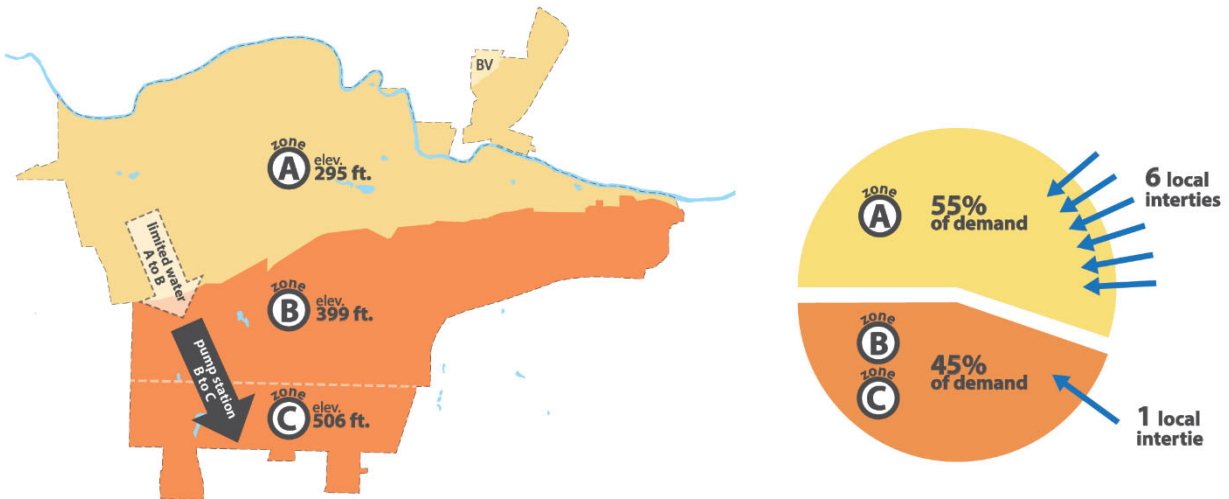 BV
zone
A
elev.
295 ft.
limited water
A to B
zone
B
elev.
399 ft.
pump station
B to C
zone
C
elev.
506 ft.
zone
A
55%
of demand
6 local
interties
zone
B
zone
C
45%
of demand
1 local
intertie